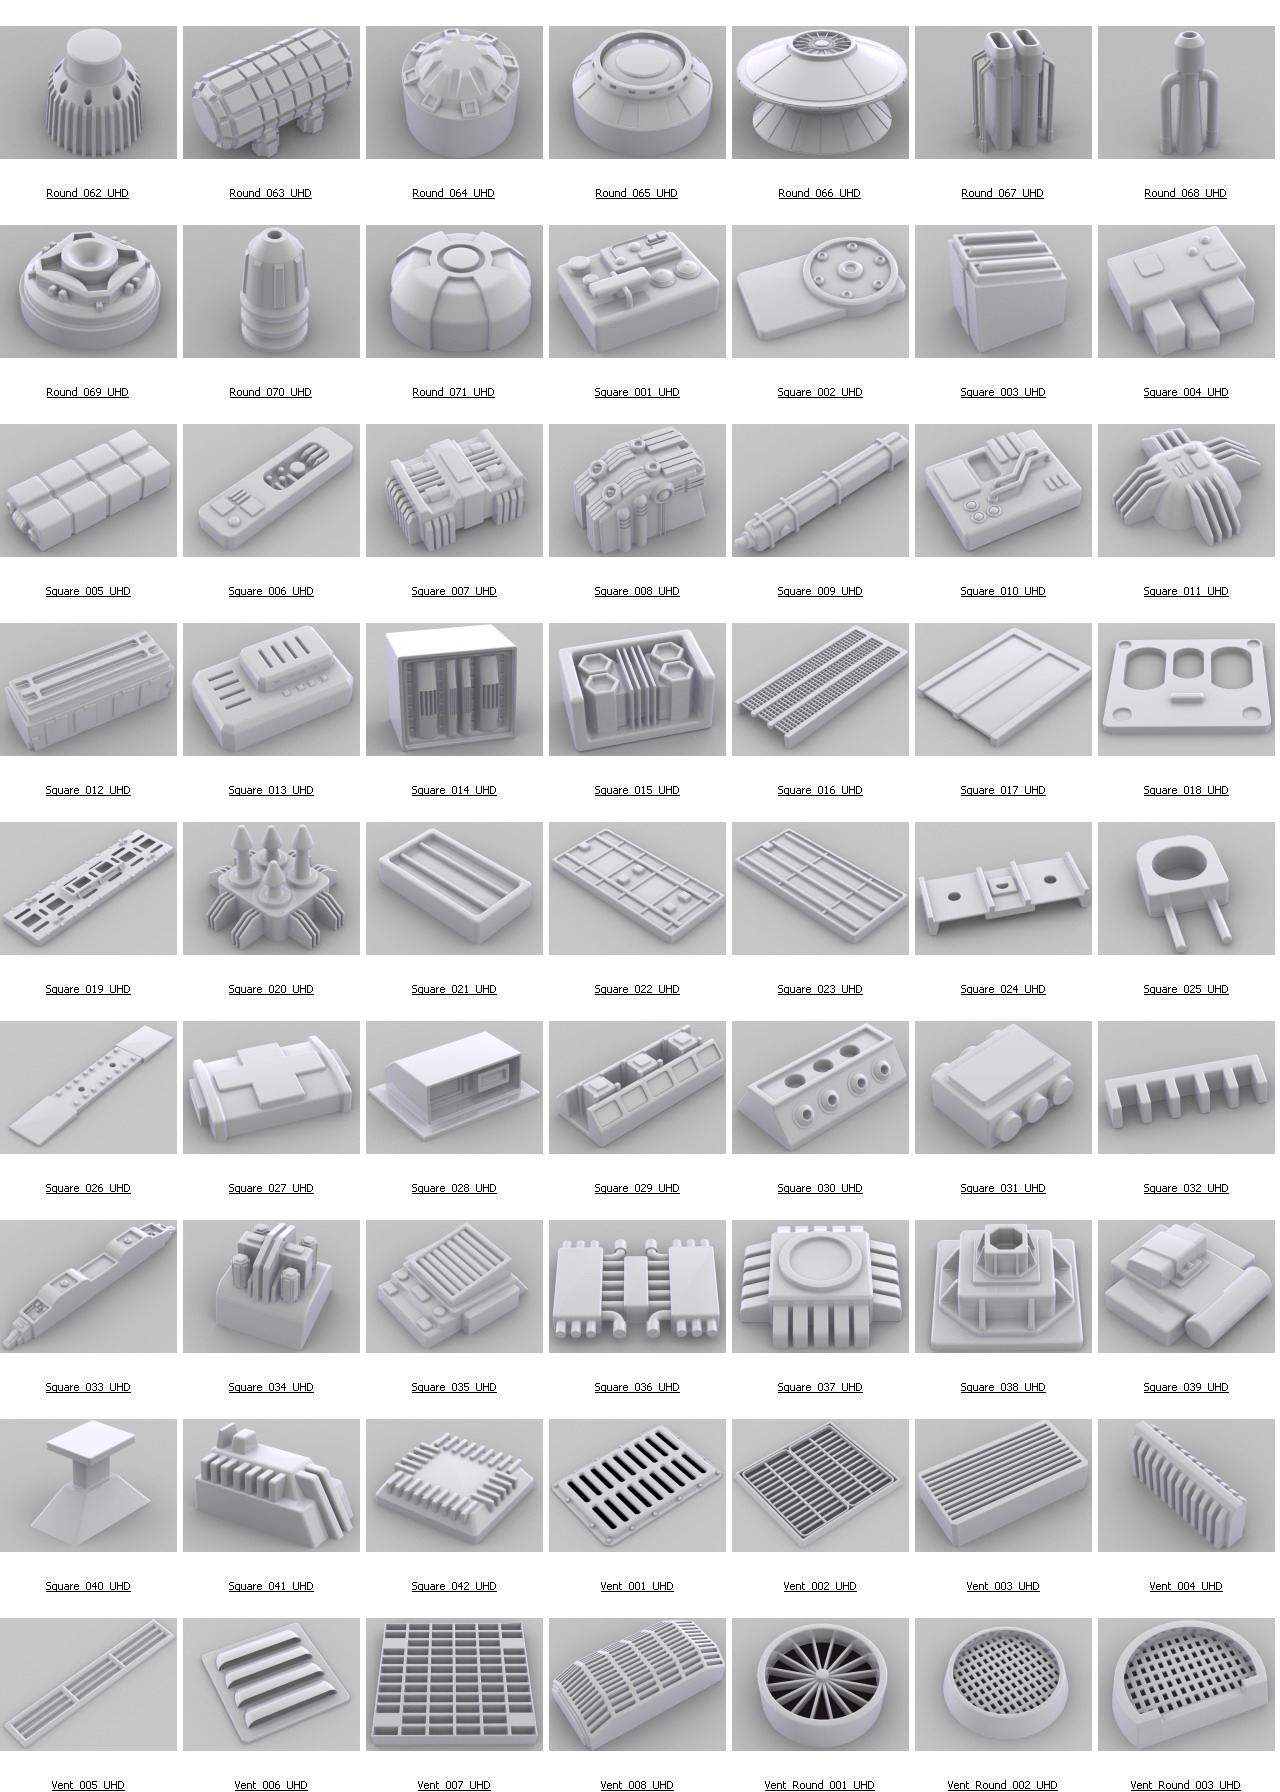 Round_062_UHD Round_063_UHD Round_064_UHD Round_065_UHD Round_066_UHD Round_067_UHD Round_068_UHD
Round_069_UHD Round_070_UHD Round_071_UHD Square_001_UHD Square_002_UHD Square_003_UHD Square_004_UHD
Square_005_UHD Square_006_UHD Square_007_UHD Square_008_UHD Square_009_UHD Square_010_UHD Square_011_UHD
Square_012_UHD Square_013_UHD Square_014_UHD Square_015_UHD Square_016_UHD Square_017_UHD Square_018_UHD
Square_019_UHD Square_020_UHD Square_021_UHD Square_022_UHD Square_023_UHD Square_024_UHD Square_025_UHD
Square_026_UHD Square_027_UHD Square_028_UHD Square_029_UHD Square_030_UHD Square_031_UHD Square_032_UHD
Square_033_UHD Square_034_UHD Square_035_UHD Square_036_UHD Square_037_UHD Square_038_UHD Square_039_UHD
Square_040_UHD Square_041_UHD Square_042_UHD Vent_001_UHD Vent_002_UHD Vent_003_UHD Vent_004_UHD
Vent_005_UHD Vent_006_UHD Vent_007_UHD Vent_008_UHD Vent_Round_001_UHD Vent_Round_002_UHD Vent_Round_003_UHD